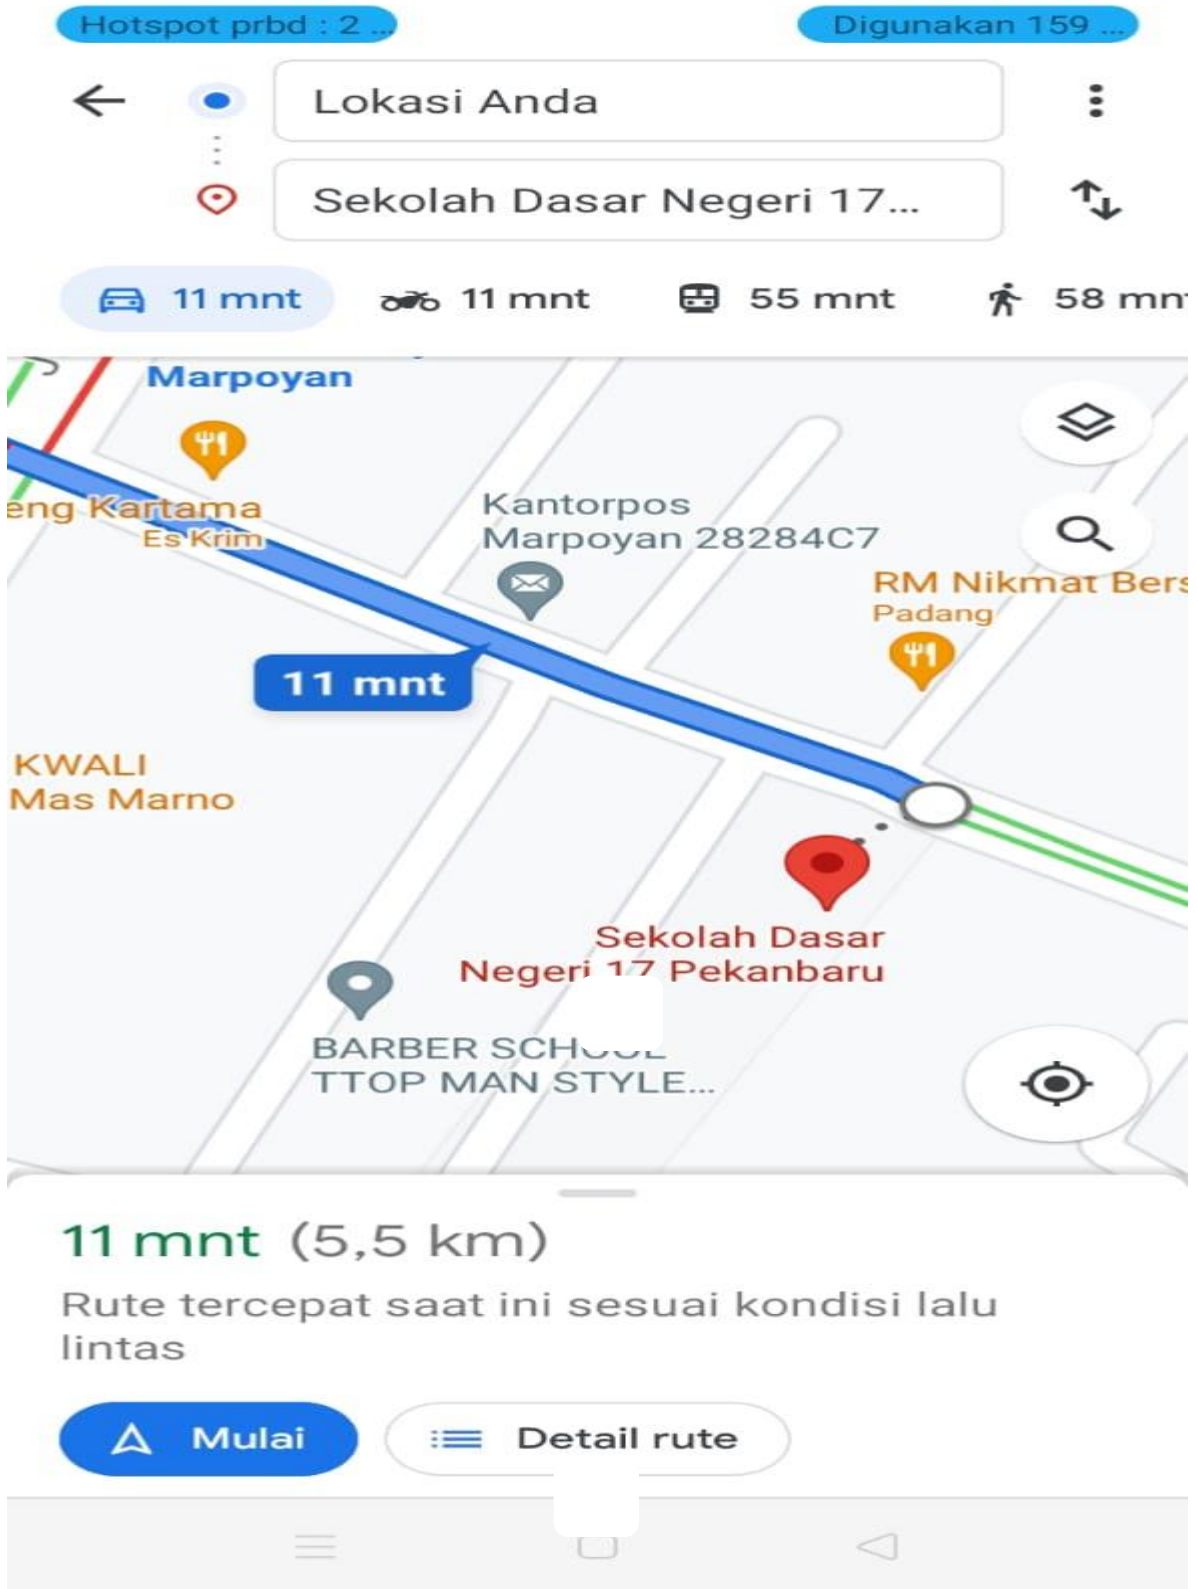 Hotspot prbd : 2 ...
Digunakan 159 ...
Lokasi Anda
Sekolah Dasar Negeri 17...
11 mnt
11 mnt
55 mnt
58 mn
Marpoyan
eng Kartama
Es Krim
Kantorpos
Marpoyan 28284C7
RM Nikmat Bers
Padang
11 mnt
KWALI
Mas Marno
Sekolah Dasar
Negeri 17 Pekanbaru
BARBER SCHOOL
TTOP MAN STYLE...
11 mnt (5,5 km)
Rute tercepat saat ini sesuai kondisi lalu
lintas
Mulai
Detail rute